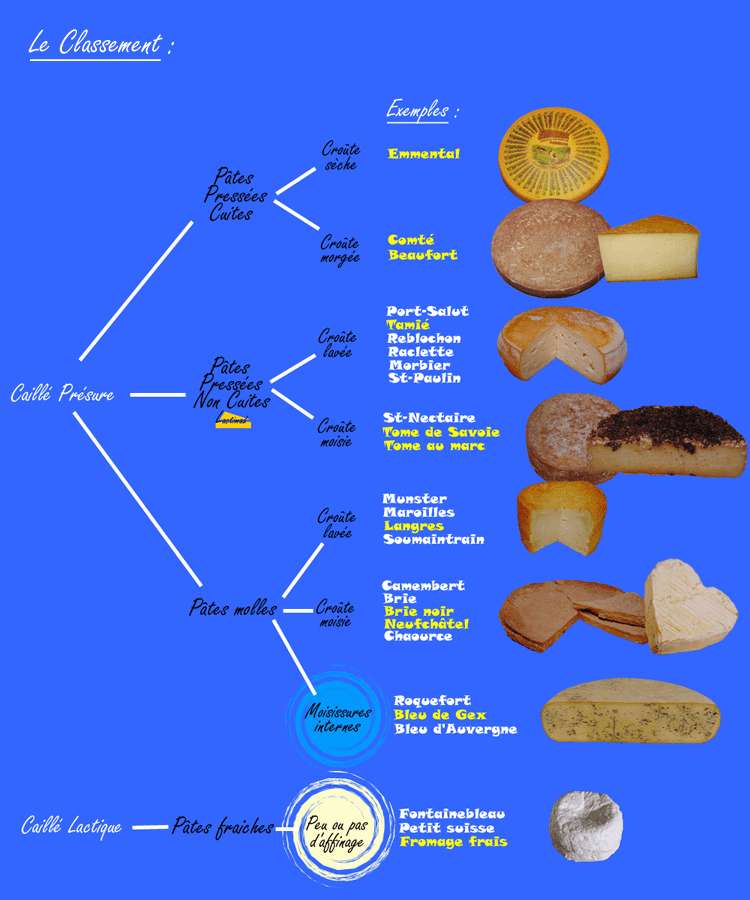 Le Classement :
Exemples :
Croûte
sèche
Emmental
Pâtes
Pressées
Cuites
Croûte
morgée
Comté
Beaufort
Caillé Présure
Pâtes
Pressées
Non Cuites
Croûte
lavée
Port-Salut
Tamié
Reblochon
Raclette
Morbier
St-Paulin
Croûte
moisie
St-Nectaire
Tome de Savoie
Tome au marc
Pâtes molles
Croûte
lavée
Munster
Maroilles
Langres
Soumaintrain
Croûte
moisie
Camembert
Brie
Brie noir
Neufchâtel
Chaource
Moisissures
internes
Roquefort
Bleu de Gex
Bleu d'Auvergne
Caillé Lactique
Pâtes fraiches
Peu ou pas
d'affinage
Fontainebleau
Petit suisse
Fromage frais